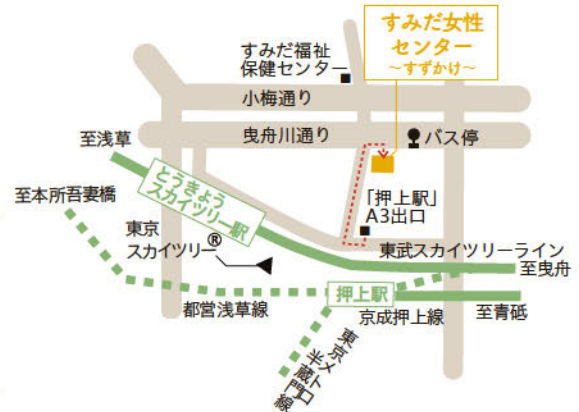 すみだ女性
センター
～すずかけ～
すみだ福祉
保健センター
小梅通り
曳舟川通り
バス停
至浅草
とうきょう
スカイツリー駅
至本所吾妻橋
「押上駅」
A3出口
東京
スカイツリー®
東武スカイツリーライン
至曳舟
押上駅
都営浅草線
京成押上線
至青砥
東京メトロ
半蔵門線